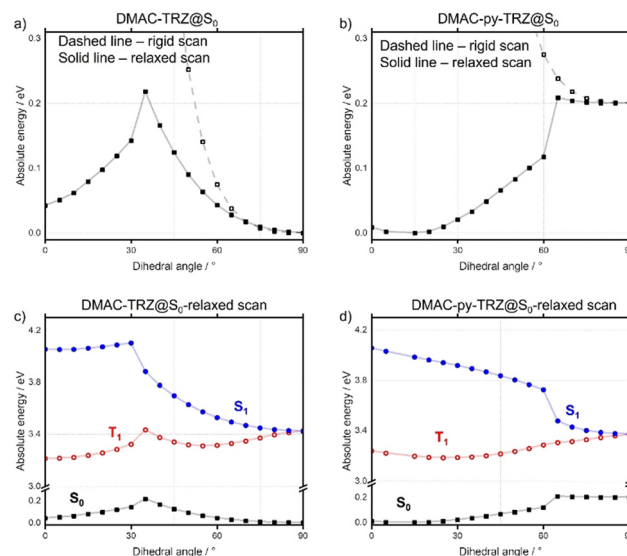 a)
DMAC-TRZ@S₀
Dashed line – rigid scan
Solid line – relaxed scan
Absolute energy / eV
0.3
0.2
0.1
0.0
0
30
60
90
Dihedral angle / °
b)
DMAC-py-TRZ@S₀
Dashed line – rigid scan
Solid line – relaxed scan
Absolute energy / eV
0.3
0.2
0.1
0.0
0
30
60
90
Dihedral angle / °
c)
DMAC-TRZ@S₀-relaxed scan
Absolute energy / eV
4.2
3.8
3.4
3.0
0.2
0.0
S₁
T₁
S₀
0
30
60
90
Dihedral angle / °
d)
DMAC-py-TRZ@S₀-relaxed scan
Absolute energy / eV
4.2
3.8
3.4
3.0
0.2
0.0
S₁
T₁
S₀
0
30
60
90
Dihedral angle / °